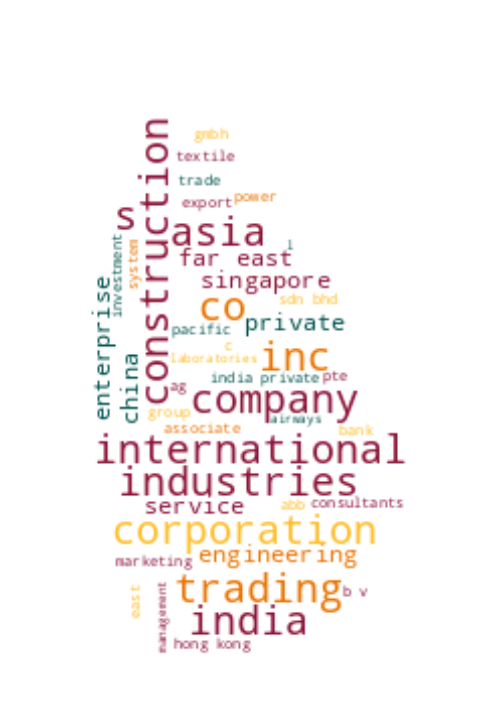 gmbh
construction
textile
trade
export power
s
asia
l
far east
investment
system
singapore
enterprise
co
sdn bhd
private
pacific
c
inc
laboratories
china
india private pte
ag
company
group
airways
associate
bank
international
industries
service
abb consultants
corporation
engineering
marketing
trading
b v
east
management
india
hong kong